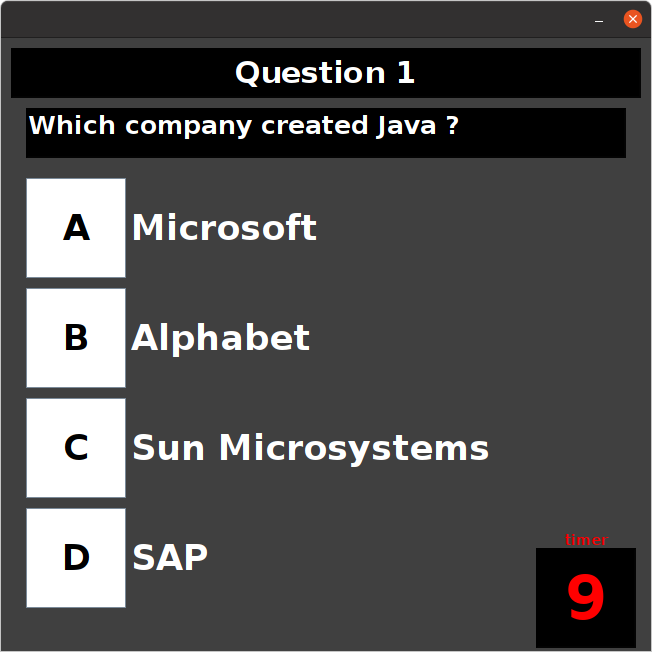 Question 1
Which company created Java ?
A Microsoft
B Alphabet
C Sun Microsystems
D SAP
timer
9